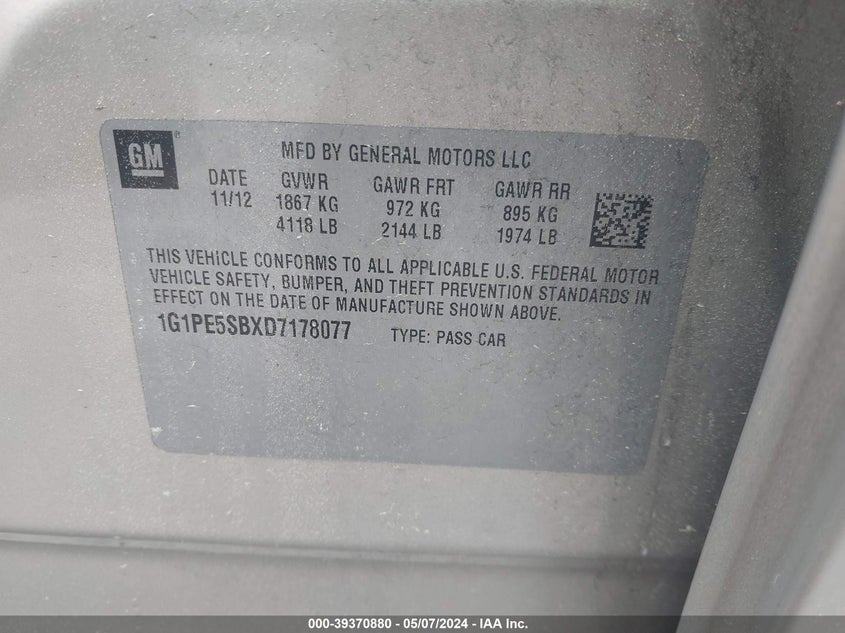 GM ®
MFD BY GENERAL MOTORS LLC
DATE GVWR GAWR FRT GAWR RR
11/12 1867 KG 972 KG 895 KG
4118 LB 2144 LB 1974 LB
THIS VEHICLE CONFORMS TO ALL APPLICABLE U.S. FEDERAL MOTOR
VEHICLE SAFETY, BUMPER, AND THEFT PREVENTION STANDARDS IN
EFFECT ON THE DATE OF MANUFACTURE SHOWN ABOVE.
1G1PE5SBXD7178077 TYPE: PASS CAR
000-39370880 - 05/07/2024 - IAA Inc.